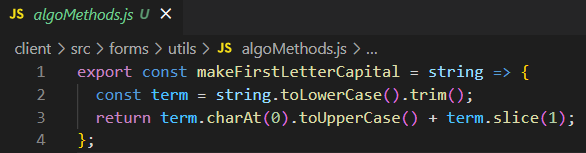 JS algoMethods.js U ×
client > src > forms > utils > JS algoMethods.js > ...
1 export const makeFirstLetterCapital = string => {
2   const term = string.toLowerCase().trim();
3   return term.charAt(0).toUpperCase() + term.slice(1);
4 };